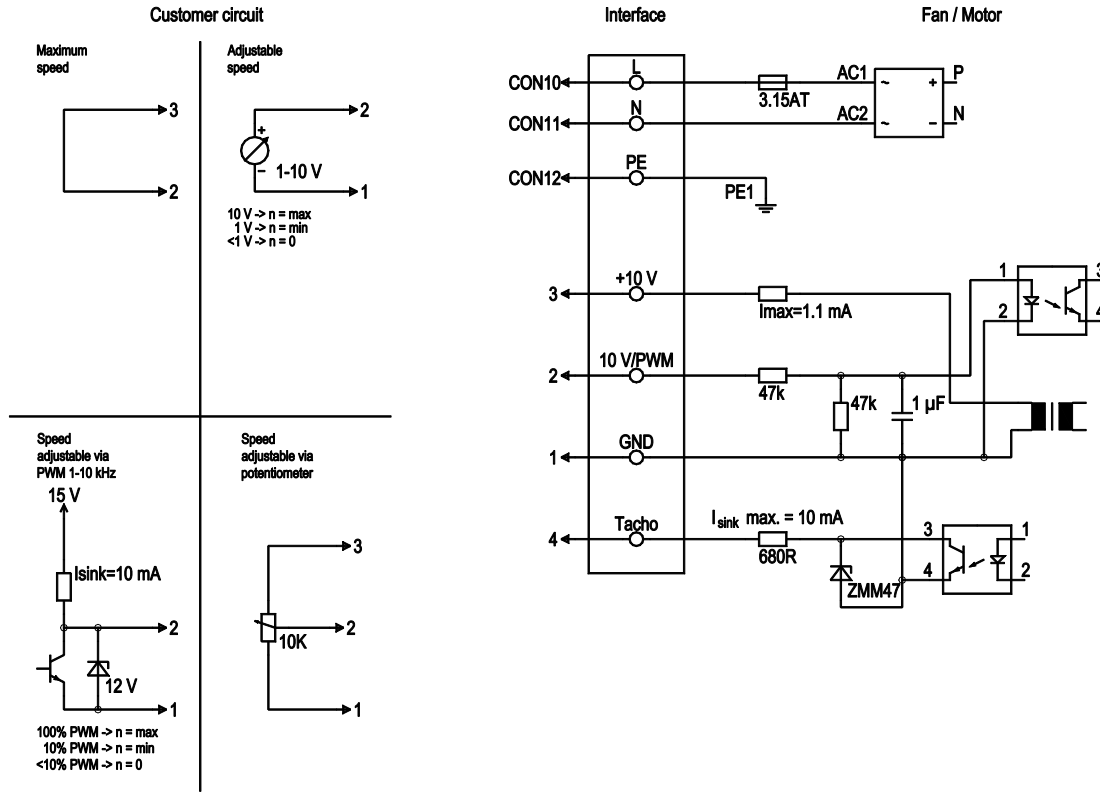 Customer circuit
Interface
Fan / Motor
Maximum
speed
3
2
Adjustable
speed
2
+
−
1-10 V
1
10 V -> n = max
1 V -> n = min
<1 V -> n = 0
Speed
adjustable via
PWM 1-10 kHz
15 V
Isink=10 mA
2
12 V
1
100% PWM -> n = max
10% PWM -> n = min
<10% PWM -> n = 0
Speed
adjustable via
potentiometer
3
2
10K
1
CON10
L
3.15AT
AC1
~
+
P
CON11
N
AC2
~
−
N
CON12
PE
PE1
3
+10 V
Imax=1.1 mA
1
2
3
4
2
10 V/PWM
47k
47k
1 µF
1
GND
4
Tacho
Isink max. = 10 mA
680R
ZMM47
3
4
1
2